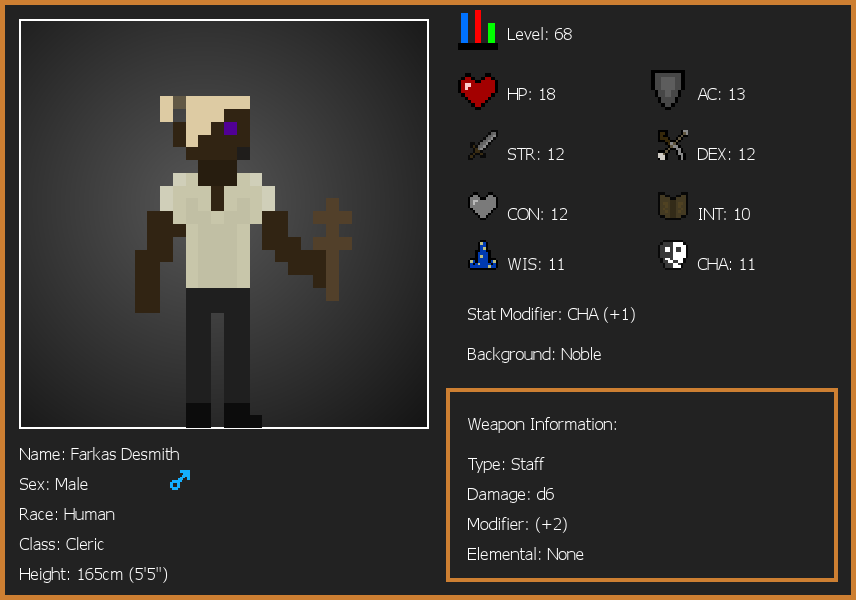 Level: 68
HP: 18
AC: 13
STR: 12
DEX: 12
CON: 12
INT: 10
WIS: 11
CHA: 11
Stat Modifier: CHA (+1)
Background: Noble
Weapon Information:
Type: Staff
Damage: d6
Modifier: (+2)
Elemental: None
Name: Farkas Desmith
Sex: Male
Race: Human
Class: Cleric
Height: 165cm (5'5")